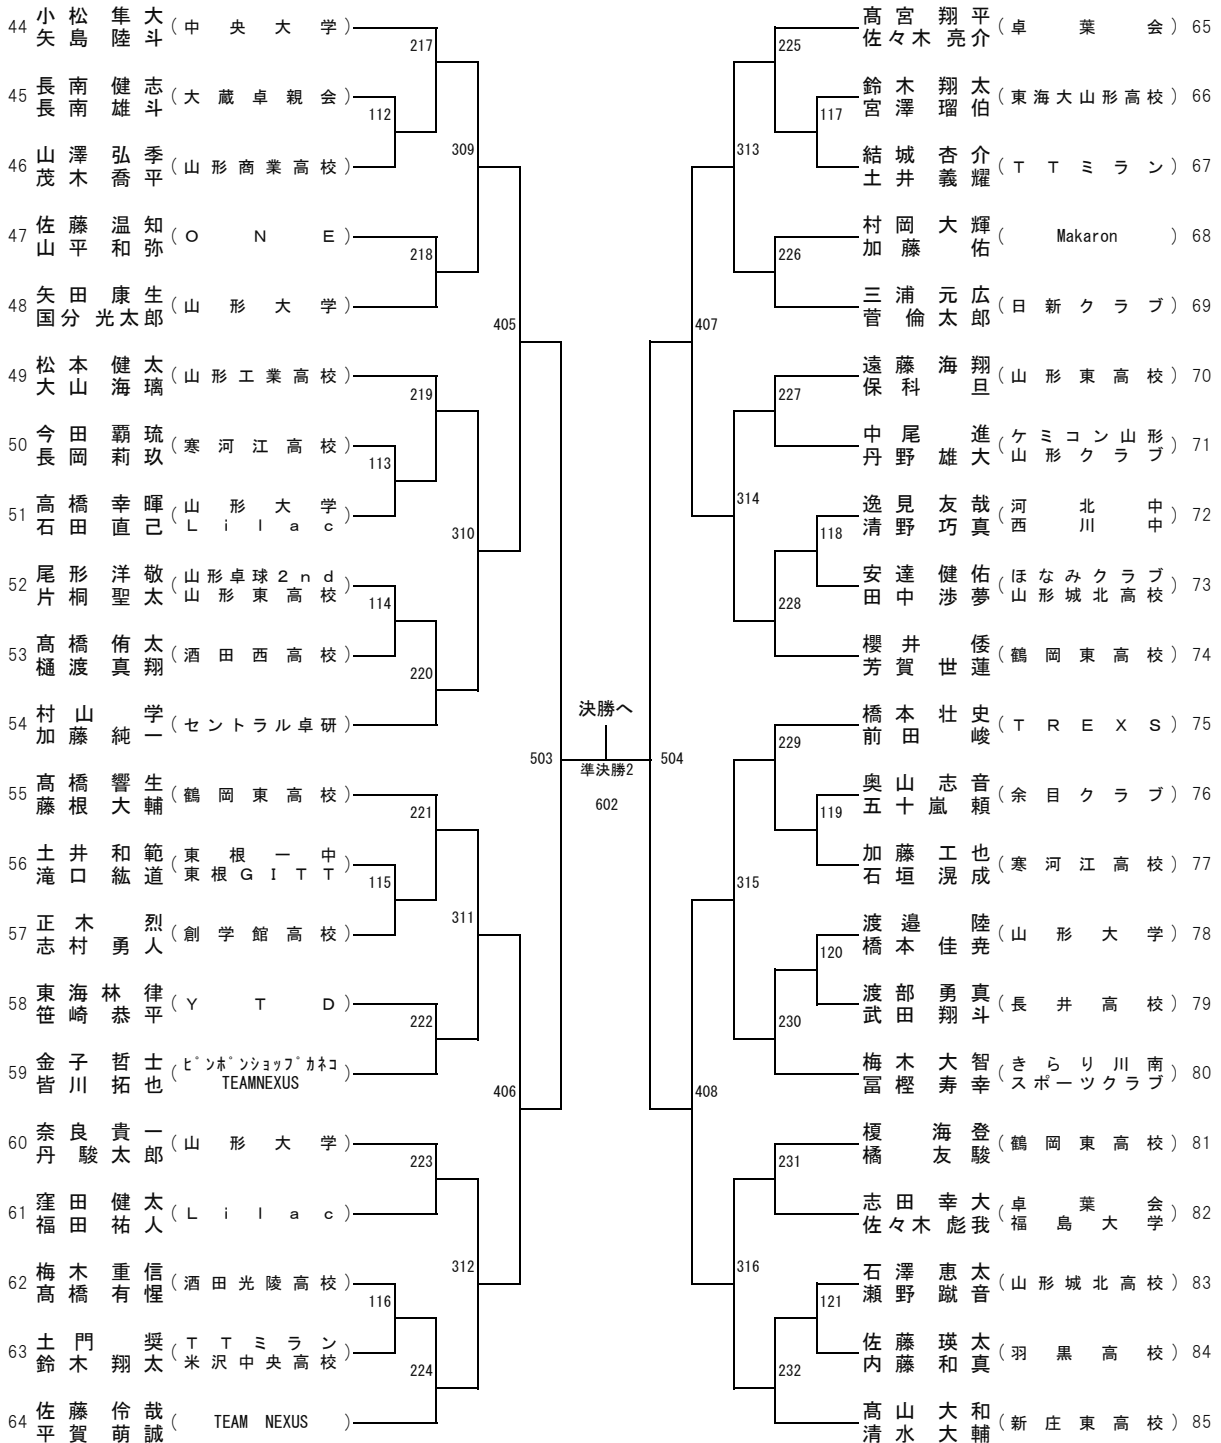 44 小松隼大 矢島陸斗 (中央大学)
217
45 長南健志 長南雄斗 (大蔵卓親会)
112
309
46 山澤弘季 茂木喬平 (山形商業高校)
47 佐藤温知 山平和弥 (ONE)
218
48 矢田康生 国分光太郎 (山形大学)
405
49 松本健太 大山海璃 (山形工業高校)
219
50 今田覇琉 長岡莉玖 (寒河江高校)
113
51 高橋幸暉 石田直己 (山形大学 Lilac)
310
52 尾形洋敬 片桐聖太 (山形卓球2nd 山形東高校)
114
53 髙橋侑太 樋渡真翔 (酒田西高校)
220
54 村山学 加藤純一 (セントラル卓研)
503
55 髙橋響生 藤根大輔 (鶴岡東高校)
221
56 土井和範 滝口紘道 (東根一中 東根GITT)
115
311
57 正木烈 志村勇人 (創学館高校)
58 東海林律 笹崎恭平 (YTD)
222
59 金子哲士 皆川拓也 (ピンポンショップカネコ TEAMNEXUS)
406
60 奈良貴一 丹駿太郎 (山形大学)
223
61 窪田健太 福田祐人 (Lilac)
312
62 梅木重信 髙橋有惺 (酒田光陵高校)
116
63 土門奨 鈴木翔太 (TTミラン 米沢中央高校)
224
64 佐藤伶哉 平賀萌誠 (TEAM NEXUS)
決勝へ
準決勝2
602
髙宮翔平 佐々木亮介 (卓葉会) 65
225
鈴木翔太 宮澤瑠伯 (東海大山形高校) 66
117
313
結城杏介 土井義耀 (TTミラン) 67
村岡大輝 加藤佑 (Makaron) 68
226
三浦元広 菅倫太郎 (日新クラブ) 69
407
遠藤海翔 保科旦 (山形東高校) 70
227
中尾進 丹野雄大 (ケミコン山形 山形クラブ) 71
314
逸見友哉 清野巧真 (河北中 西川中) 72
118
安達健佑 田中渉夢 (ほなみクラブ 山形城北高校) 73
228
櫻井倭 芳賀世蓮 (鶴岡東高校) 74
橋本壮史 前田峻 (TREXS) 75
229
504
奥山志音 五十嵐頼 (余目クラブ) 76
119
加藤工也 石垣滉成 (寒河江高校) 77
315
渡邉陸 橋本佳尭 (山形大学) 78
120
渡部勇真 武田翔斗 (長井高校) 79
230
梅木大智 冨樫寿幸 (きらり川南 スポーツクラブ) 80
408
榎海登 橘友駿 (鶴岡東高校) 81
231
志田幸大 佐々木彪我 (卓葉会 福島大学) 82
316
石澤恵太 瀬野蹴音 (山形城北高校) 83
121
佐藤瑛太 内藤和真 (羽黒高校) 84
232
髙山大和 清水大輔 (新庄東高校) 85